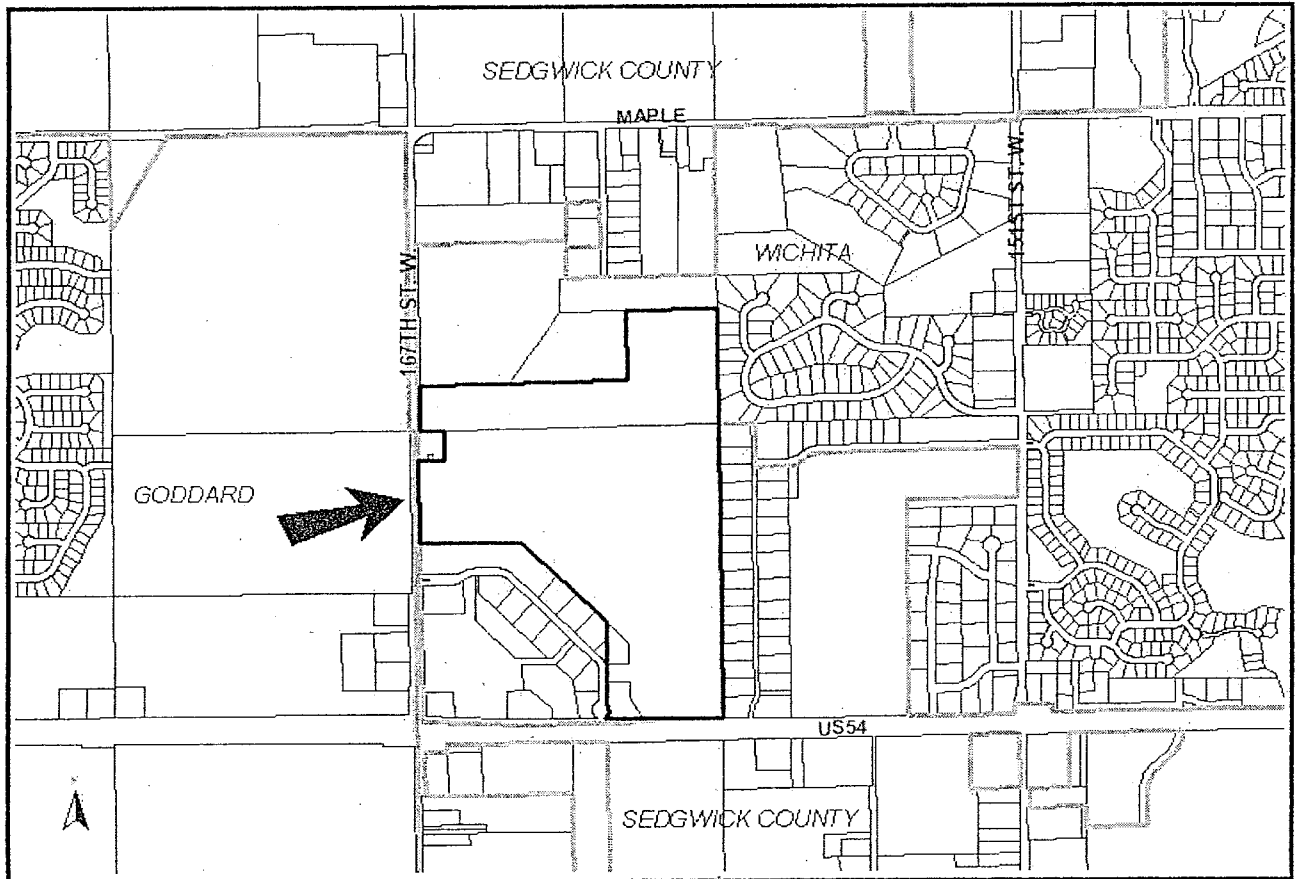 SEDGWICK COUNTY
MAPLE
WICHITA
151ST ST. W.
167TH ST W.
GODDARD
US54
SEDGWICK COUNTY